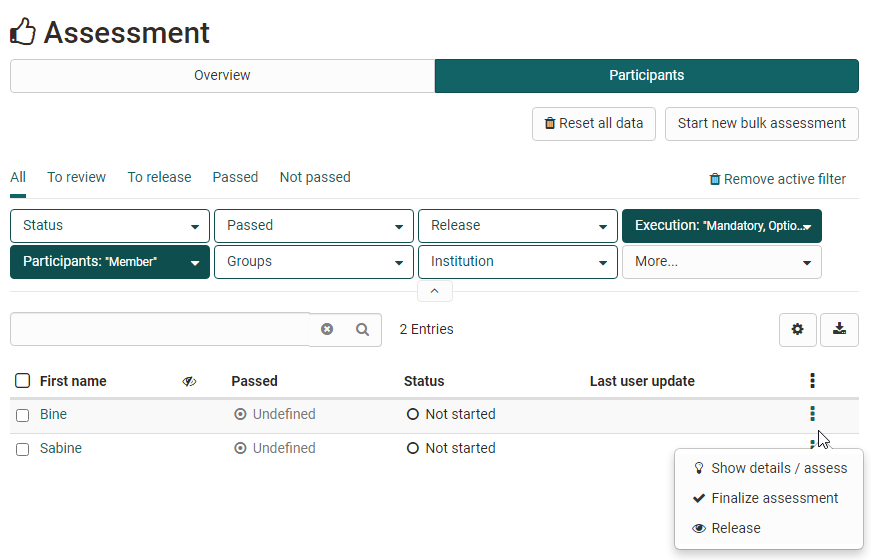 Assessment
Overview Participants
Reset all data Start new bulk assessment
All To review To release Passed Not passed Remove active filter
Status Passed Release Execution: "Mandatory, Optio...
Participants: "Member" Groups Institution More...
2 Entries
First name Passed Status Last user update
Bine Undefined Not started
Sabine Undefined Not started
Show details / assess
Finalize assessment
Release